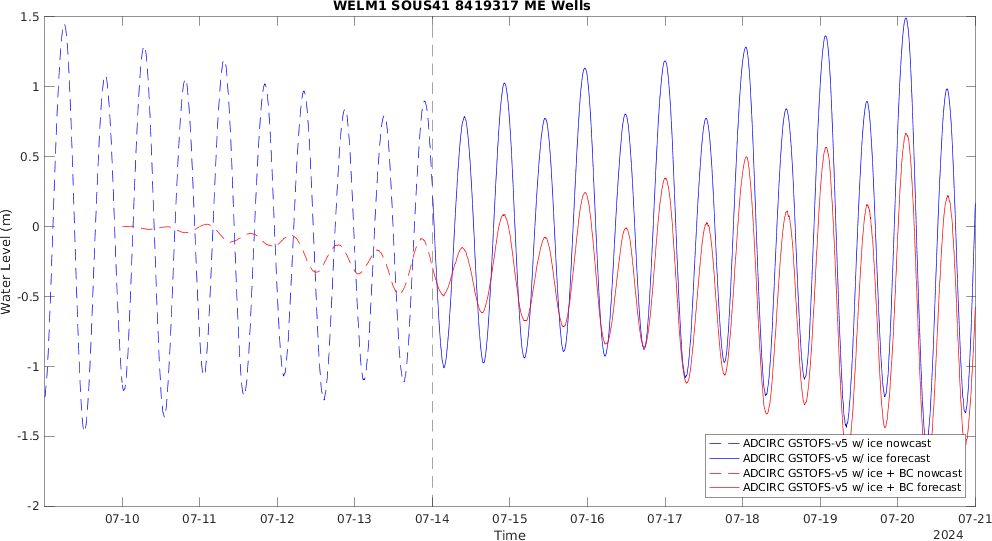 WELM1 SOUS41 8419317 ME Wells
1.5
1
0.5
0
-0.5
-1
-1.5
-2
Water Level (m)
ADCIRC GSTOFS-v5 w/ ice nowcast
ADCIRC GSTOFS-v5 w/ ice forecast
ADCIRC GSTOFS-v5 w/ ice + BC nowcast
ADCIRC GSTOFS-v5 w/ ice + BC forecast
07-10 07-11 07-12 07-13 07-14 07-15 07-16 07-17 07-18 07-19 07-20 07-21
Time
2024